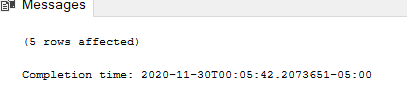 Messages
(5 rows affected)
Completion time: 2020-11-30T00:05:42.2073651-05:00